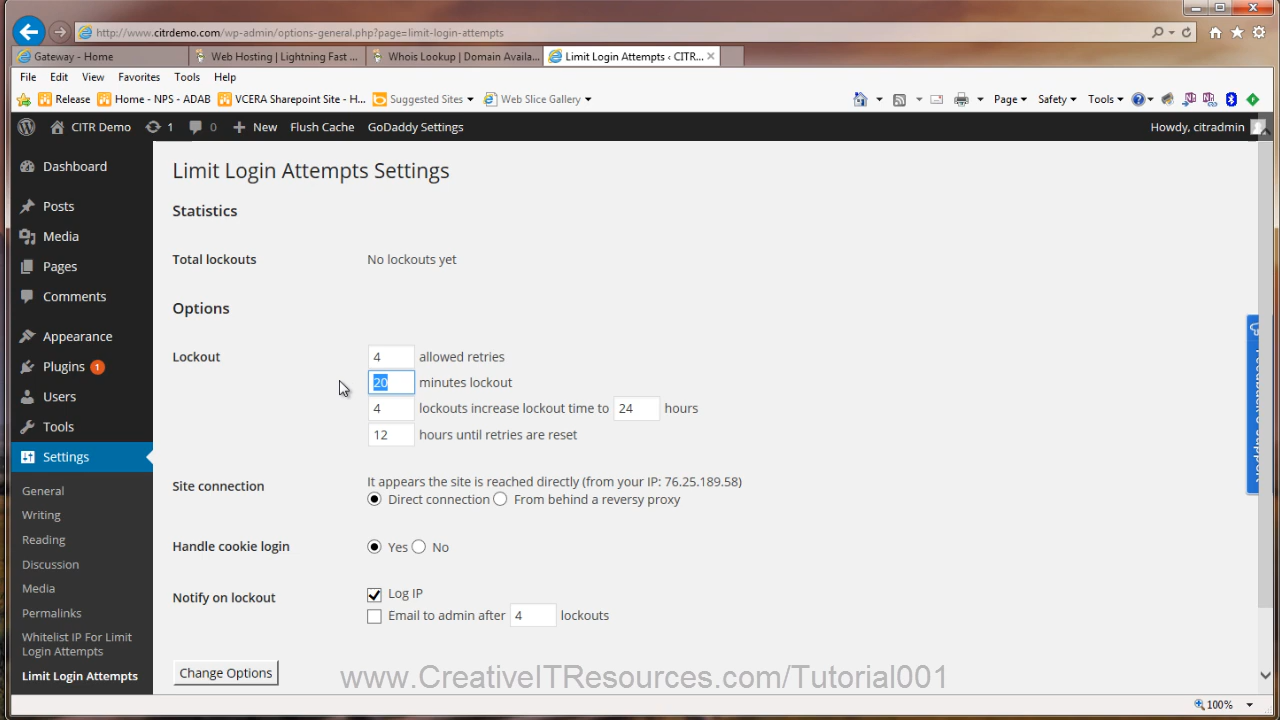 http://www.citrdemo.com/wp-admin/options-general.php?page=limit-login-attempts
Gateway - Home
Web Hosting | Lightning Fast ...
Whois Lookup | Domain Availa...
Limit Login Attempts ‹ CITR...
File Edit View Favorites Tools Help
Release
Home - NPS - ADAB
VCERA Sharepoint Site - H...
Suggested Sites
Web Slice Gallery
Page Safety Tools
CITR Demo 1 0 New Flush Cache GoDaddy Settings
Howdy, citradmin
Dashboard
Posts
Media
Pages
Comments
Appearance
Plugins 1
Users
Tools
Settings
General
Writing
Reading
Discussion
Media
Permalinks
Whitelist IP For Limit
Login Attempts
Limit Login Attempts
Limit Login Attempts Settings
Statistics
Total lockouts No lockouts yet
Options
Lockout 4 allowed retries
20 minutes lockout
4 lockouts increase lockout time to 24 hours
12 hours until retries are reset
Site connection It appears the site is reached directly (from your IP: 76.25.189.58)
Direct connection From behind a reversy proxy
Handle cookie login Yes No
Notify on lockout Log IP
Email to admin after 4 lockouts
Change Options
www.CreativeITResources.com/Tutorial001
100%